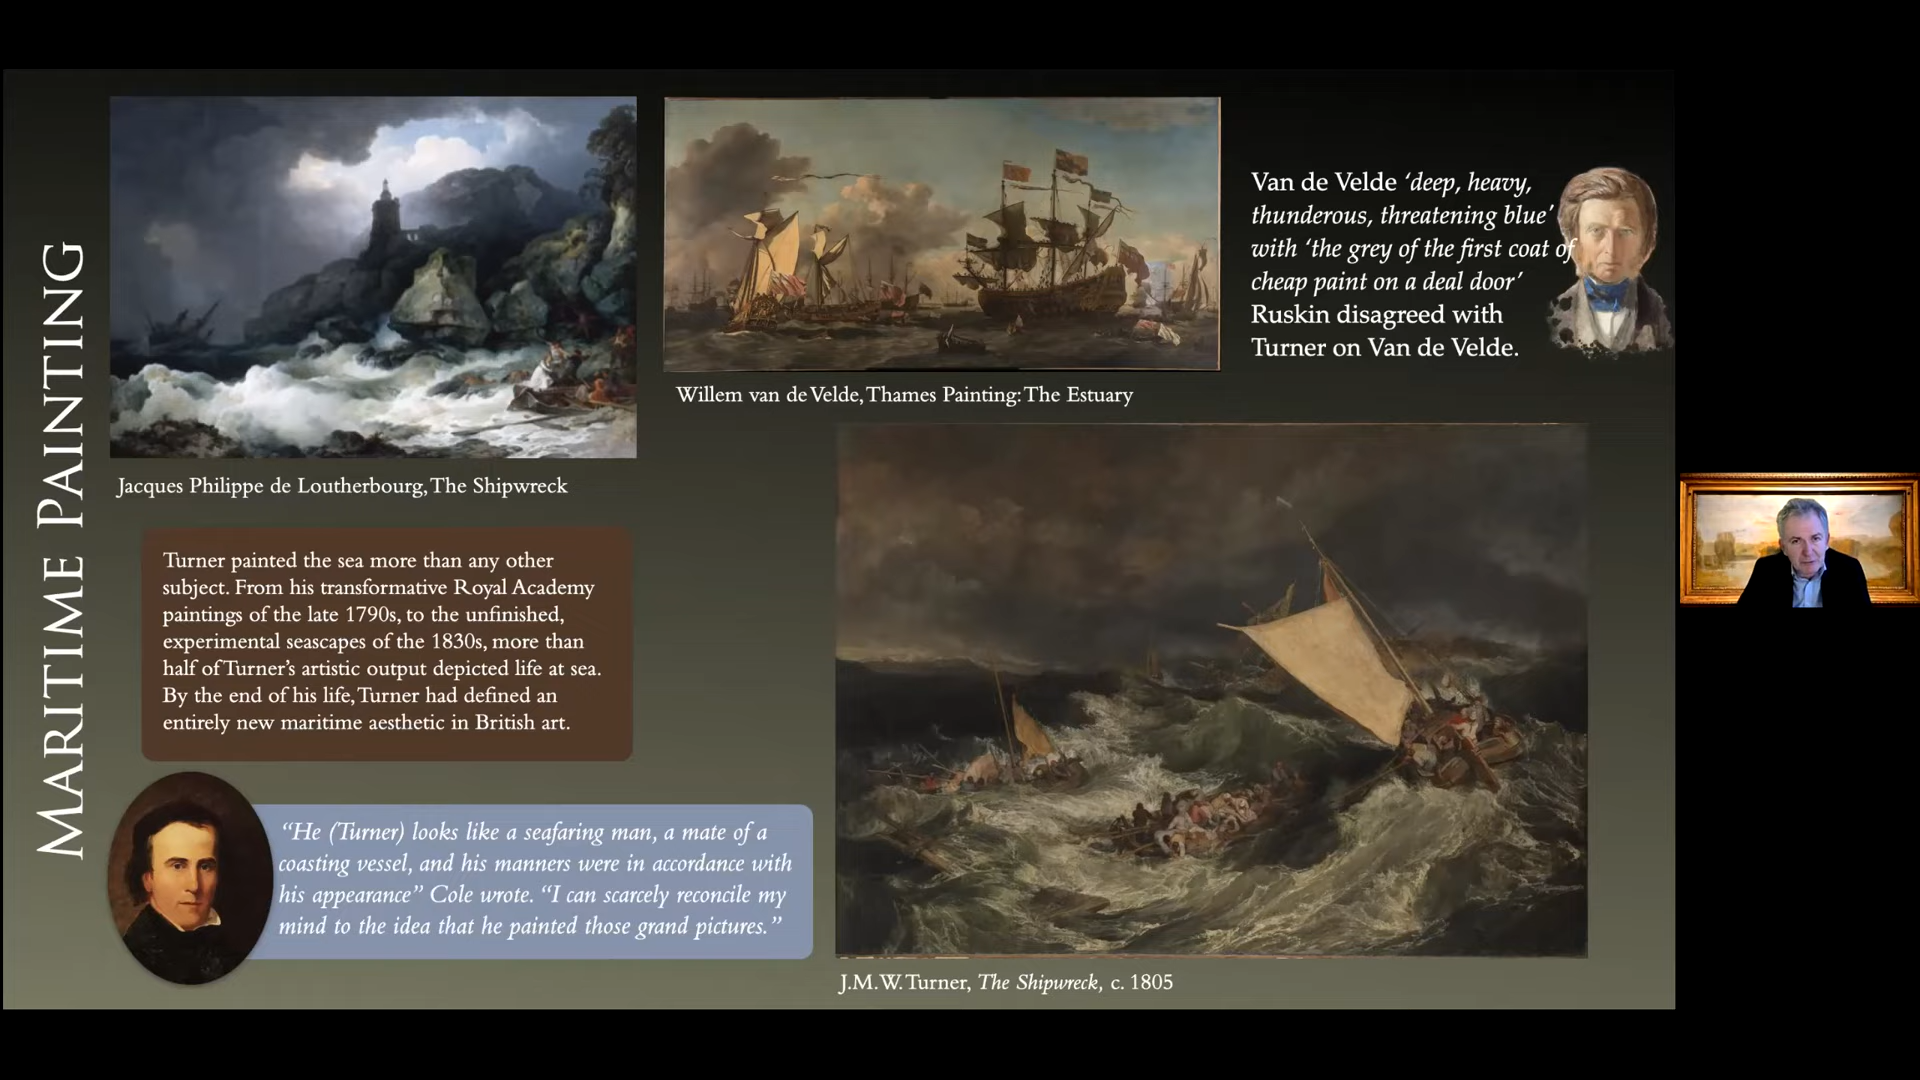 MARITIME PAINTING
Jacques Philippe de Loutherbourg, The Shipwreck
Willem van de Velde, Thames Painting: The Estuary
Van de Velde ‘deep, heavy,
thunderous, threatening blue’
with ‘the grey of the first coat of
cheap paint on a deal door’
Ruskin disagreed with
Turner on Van de Velde.
Turner painted the sea more than any other
subject. From his transformative Royal Academy
paintings of the late 1790s, to the unfinished,
experimental seascapes of the 1830s, more than
half of Turner’s artistic output depicted life at sea.
By the end of his life, Turner had defined an
entirely new maritime aesthetic in British art.
“He (Turner) looks like a seafaring man, a mate of a
coasting vessel, and his manners were in accordance with
his appearance” Cole wrote. “I can scarcely reconcile my
mind to the idea that he painted those grand pictures.”
J.M.W. Turner, The Shipwreck, c. 1805